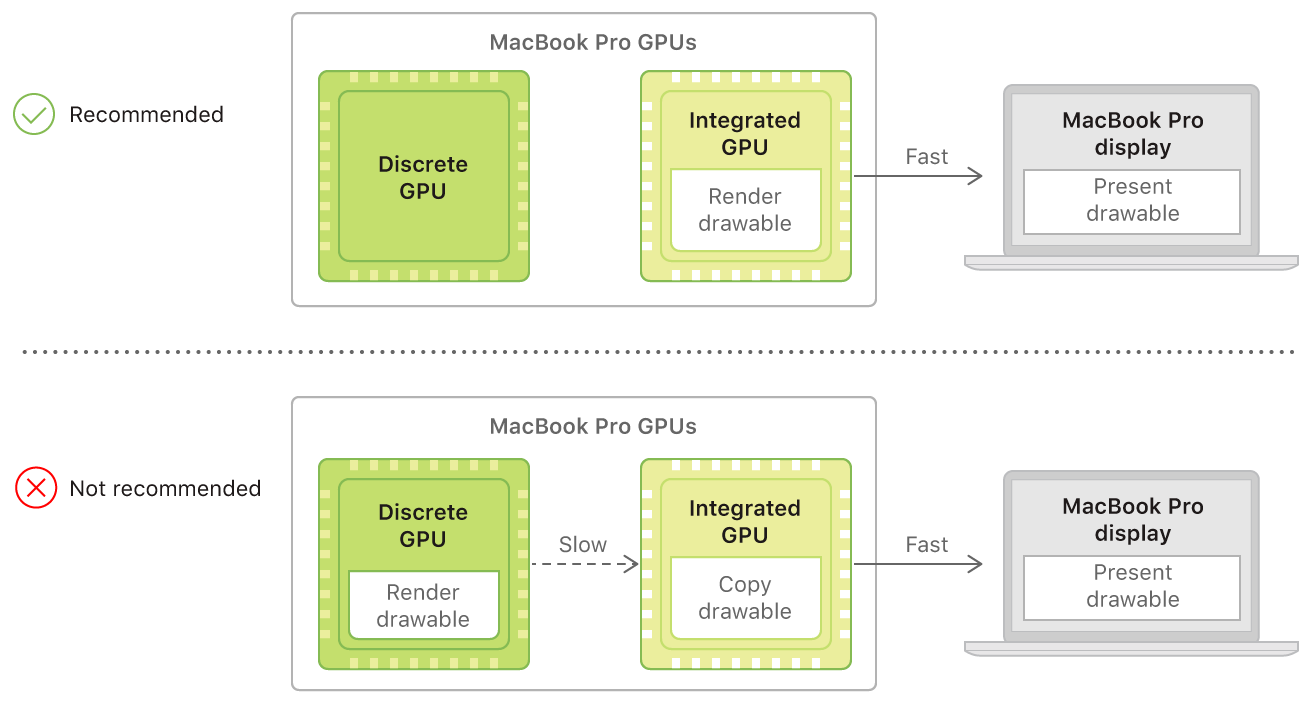 MacBook Pro GPUs
Recommended
Discrete
GPU
Integrated
GPU
Render
drawable
Fast
MacBook Pro
display
Present
drawable
MacBook Pro GPUs
Not recommended
Discrete
GPU
Render
drawable
Slow
Integrated
GPU
Copy
drawable
Fast
MacBook Pro
display
Present
drawable